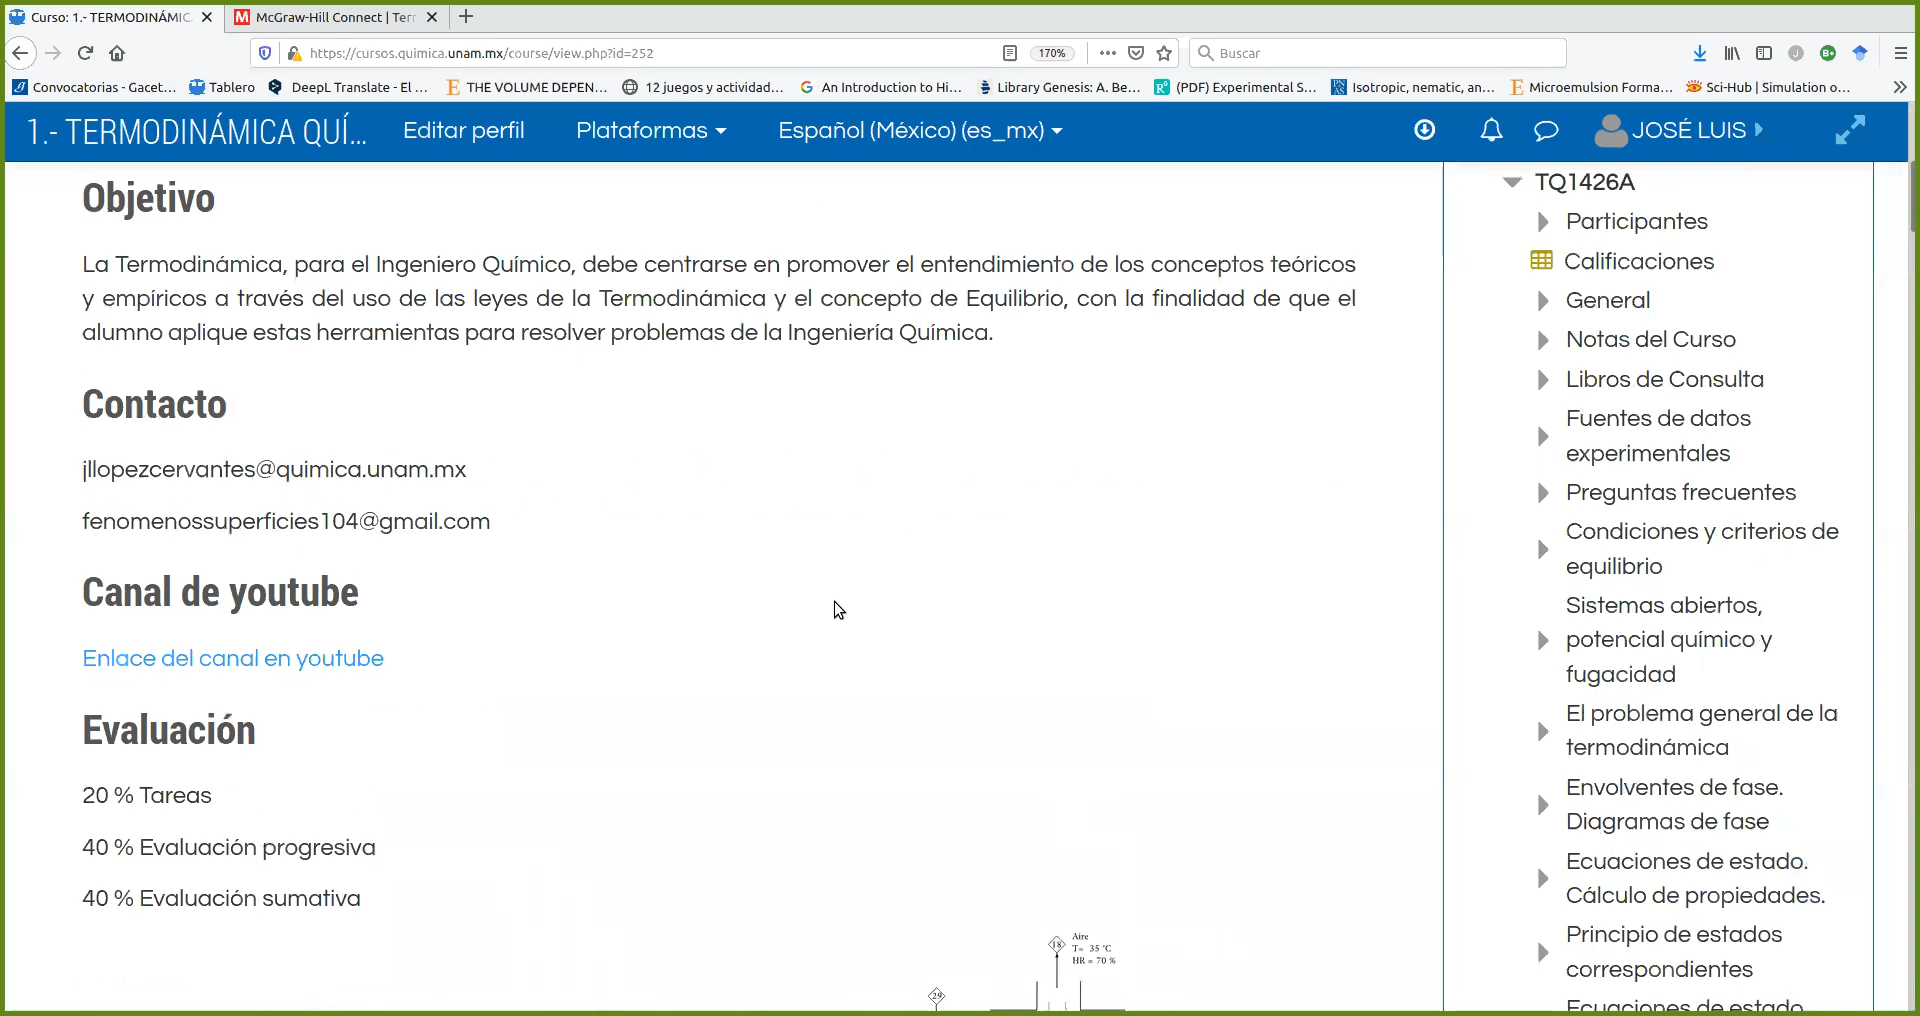 Curso: 1.- TERMODINÁMIC
McGraw-Hill Connect | Ter
https://cursos.quimica.unam.mx/course/view.php?id=252
170%
Buscar
Convocatorias - Gacet...
Tablero
DeepL Translate - El ...
THE VOLUME DEPEN...
12 juegos y actividad...
An Introduction to Hi...
Library Genesis: A. Be...
(PDF) Experimental S...
Isotropic, nematic, an...
Microemulsion Forma...
Sci-Hub | Simulation o...
1.- TERMODINÁMICA QUÍ...
Editar perfil
Plataformas
Español (México) (es_mx)
JOSÉ LUIS
Objetivo
La Termodinámica, para el Ingeniero Químico, debe centrarse en promover el entendimiento de los conceptos teóricos
y empíricos a través del uso de las leyes de la Termodinámica y el concepto de Equilibrio, con la finalidad de que el
alumno aplique estas herramientas para resolver problemas de la Ingeniería Química.
Contacto
jllopezcervantes@quimica.unam.mx
fenomenossuperficies104@gmail.com
Canal de youtube
Enlace del canal en youtube
Evaluación
20 % Tareas
40 % Evaluación progresiva
40 % Evaluación sumativa
18
Aire
T= 35 °C
HR = 70 %
29
TQ1426A
Participantes
Calificaciones
General
Notas del Curso
Libros de Consulta
Fuentes de datos
experimentales
Preguntas frecuentes
Condiciones y criterios de
equilibrio
Sistemas abiertos,
potencial químico y
fugacidad
El problema general de la
termodinámica
Envolventes de fase.
Diagramas de fase
Ecuaciones de estado.
Cálculo de propiedades.
Principio de estados
correspondientes
Ecuaciones de estado